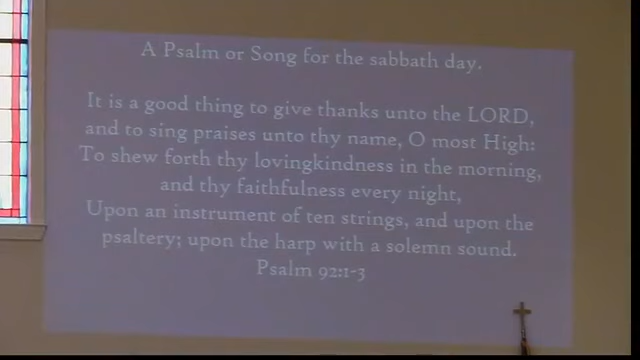 A Psalm or Song for the sabbath day.
It is a good thing to give thanks unto the LORD,
and to sing praises unto thy name, O most High:
To shew forth thy lovingkindness in the morning,
and thy faithfulness every night,
Upon an instrument of ten strings, and upon the
psaltery; upon the harp with a solemn sound.
Psalm 92:1-3